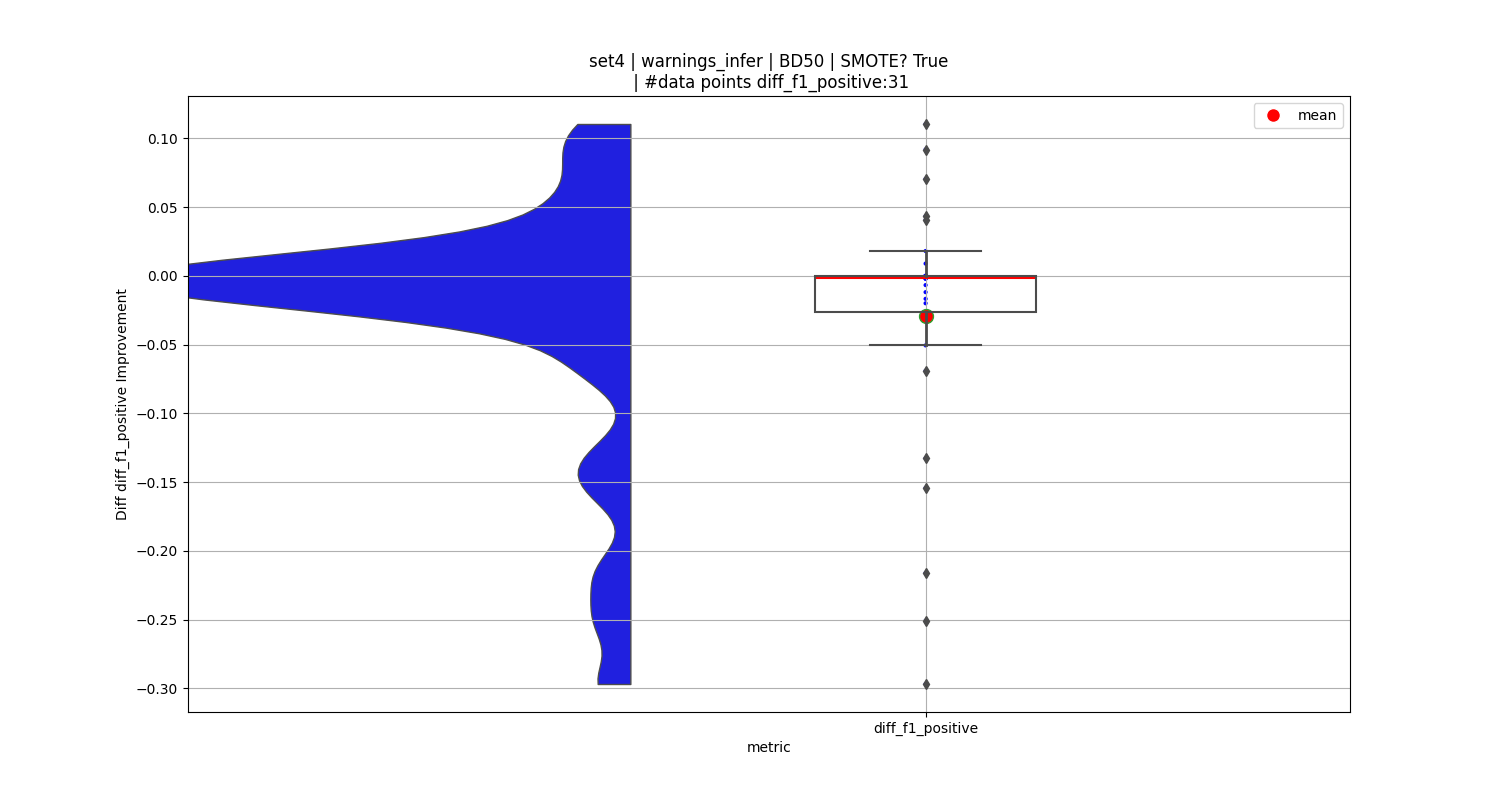 set4 | warnings_infer | BD50 | SMOTE? True
| #data points diff_f1_positive:31
mean
0.10
0.05
0.00
−0.05
−0.10
−0.15
−0.20
−0.25
−0.30
Diff diff_f1_positive Improvement
diff_f1_positive
metric